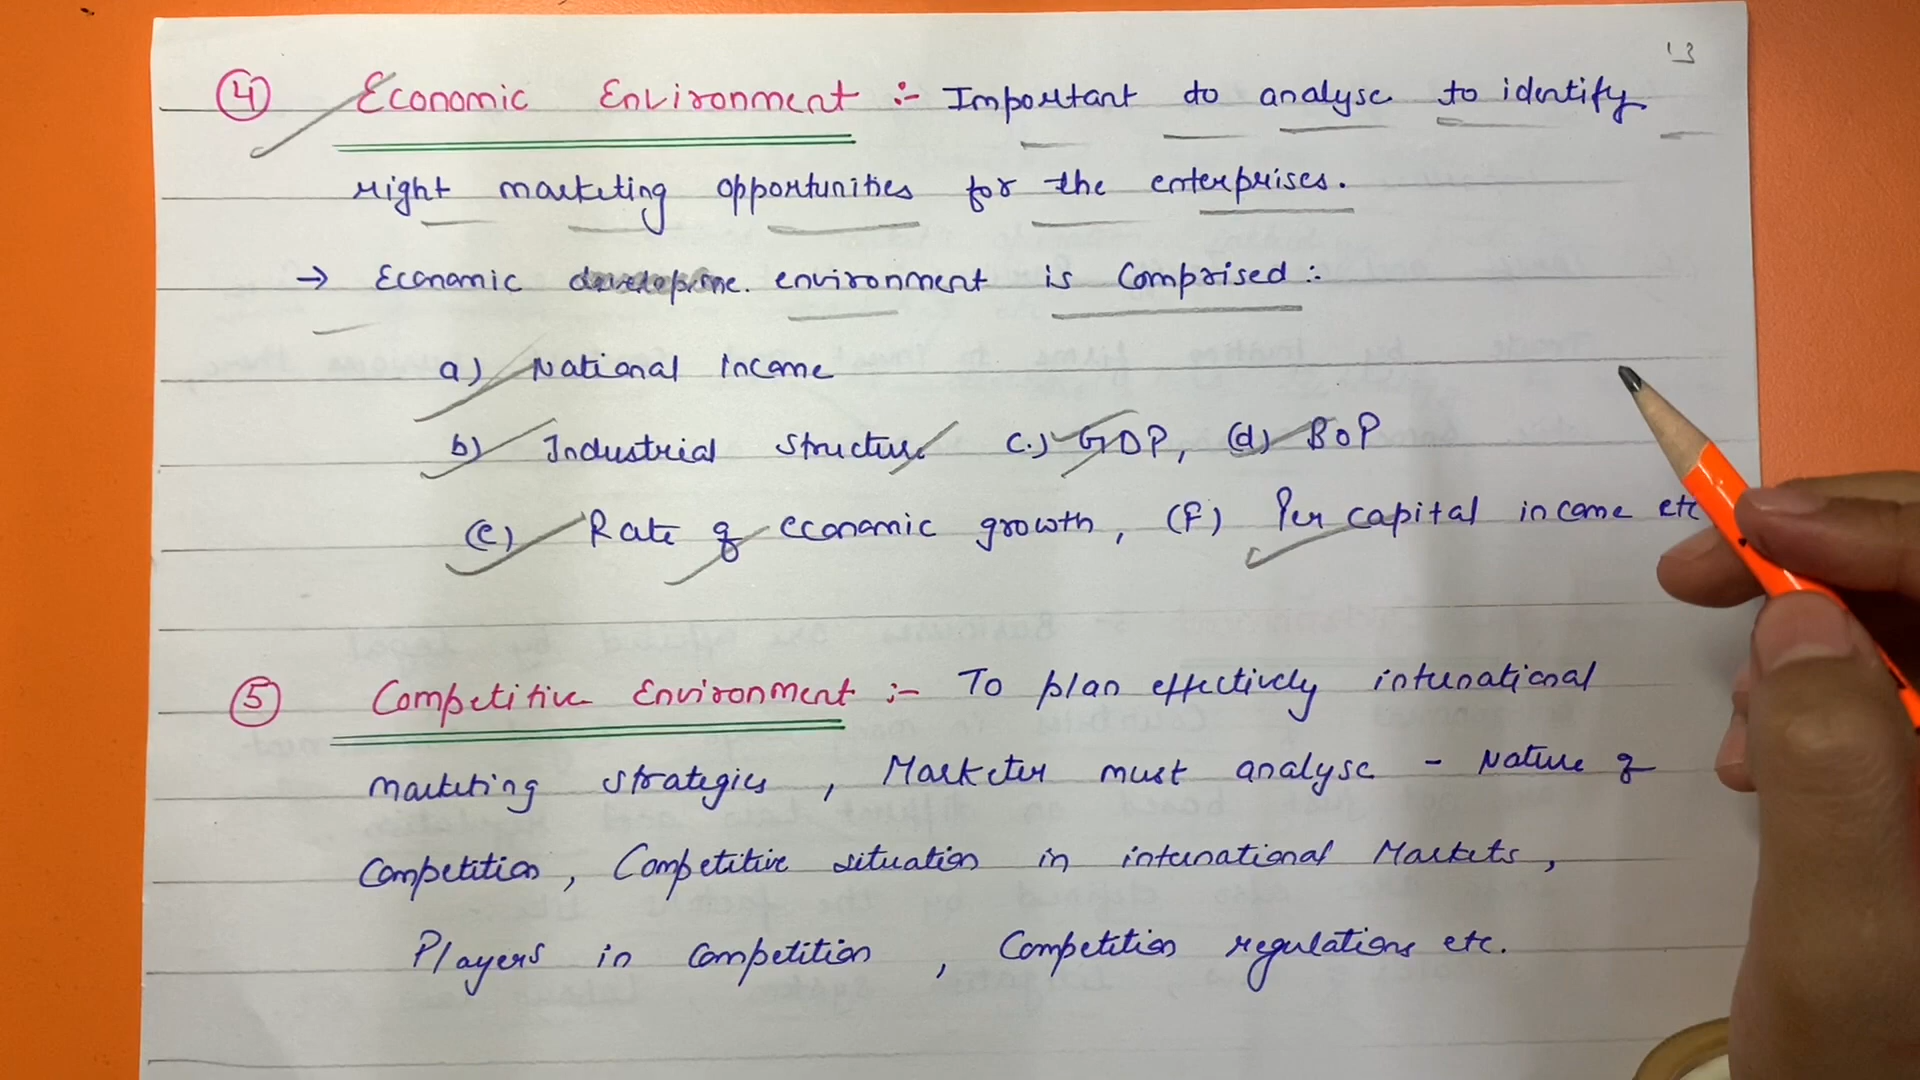 13
④ Economic Environment :- Important to analyse to identify
right marketing opportunities for the enterprises.
→ Economic environment is comprised :-
a) National Income
b) Industrial structure c.) GDP, (d) BOP
(e) Rate of economic growth, (F) Per capital income etc
⑤ Competitive Environment :- To plan effectively international
marketing strategies, Marketer must analyse - Nature of
Competition, Competitive situation in international Markets,
Players in competition, Competition regulations etc.